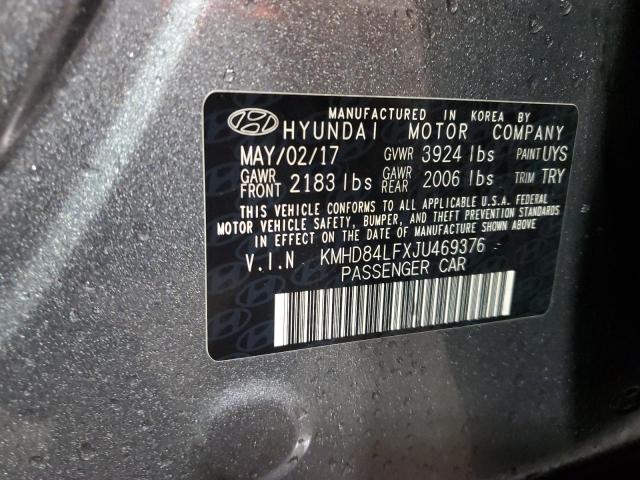 MANUFACTURED IN KOREA BY
HYUNDAI MOTOR COMPANY
MAY/02/17 GVWR 3924 lbs PAINT UYS
GAWR FRONT 2183 lbs GAWR REAR 2006 lbs TRIM TRY
THIS VEHICLE CONFORMS TO ALL APPLICABLE U.S.A. FEDERAL
MOTOR VEHICLE SAFETY, BUMPER, AND THEFT PREVENTION STANDARDS
IN EFFECT ON THE DATE OF MANUFACTURE SHOWN ABOVE.
V.I.N KMHD84LFXJU469376
PASSENGER CAR